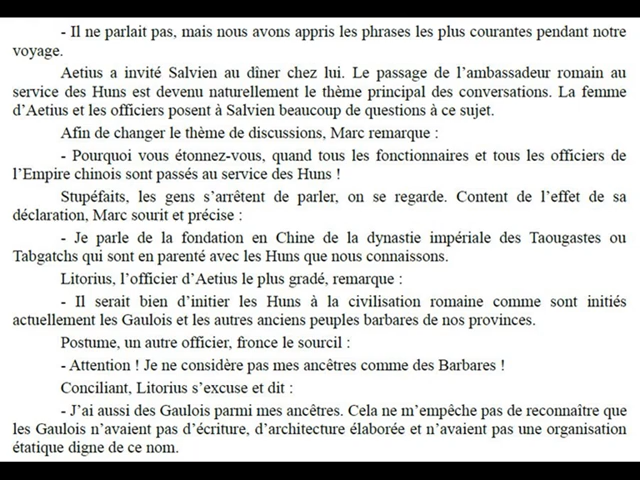 - Il ne parlait pas, mais nous avons appris les phrases les plus courantes pendant notre
voyage.
Aetius a invité Salvien au dîner chez lui. Le passage de l’ambassadeur romain au
service des Huns est devenu naturellement le thème principal des conversations. La femme
d’Aetius et les officiers posent à Salvien beaucoup de questions à ce sujet.
Afin de changer le thème de discussions, Marc remarque :
- Pourquoi vous étonnez-vous, quand tous les fonctionnaires et tous les officiers de
l’Empire chinois sont passés au service des Huns !
Stupéfaits, les gens s’arrêtent de parler, on se regarde. Content de l’effet de sa
déclaration, Marc sourit et précise :
- Je parle de la fondation en Chine de la dynastie impériale des Taougastes ou
Tabgatchs qui sont en parenté avec les Huns que nous connaissons.
Litorius, l’officier d’Aetius le plus gradé, remarque :
- Il serait bien d’initier les Huns à la civilisation romaine comme sont initiés
actuellement les Gaulois et les autres anciens peuples barbares de nos provinces.
Postume, un autre officier, fronce le sourcil :
- Attention ! Je ne considère pas mes ancêtres comme des Barbares !
Conciliant, Litorius s’excuse et dit :
- J’ai aussi des Gaulois parmi mes ancêtres. Cela ne m’empêche pas de reconnaître que
les Gaulois n’avaient pas d’écriture, d’architecture élaborée et n’avaient pas une organisation
étatique digne de ce nom.